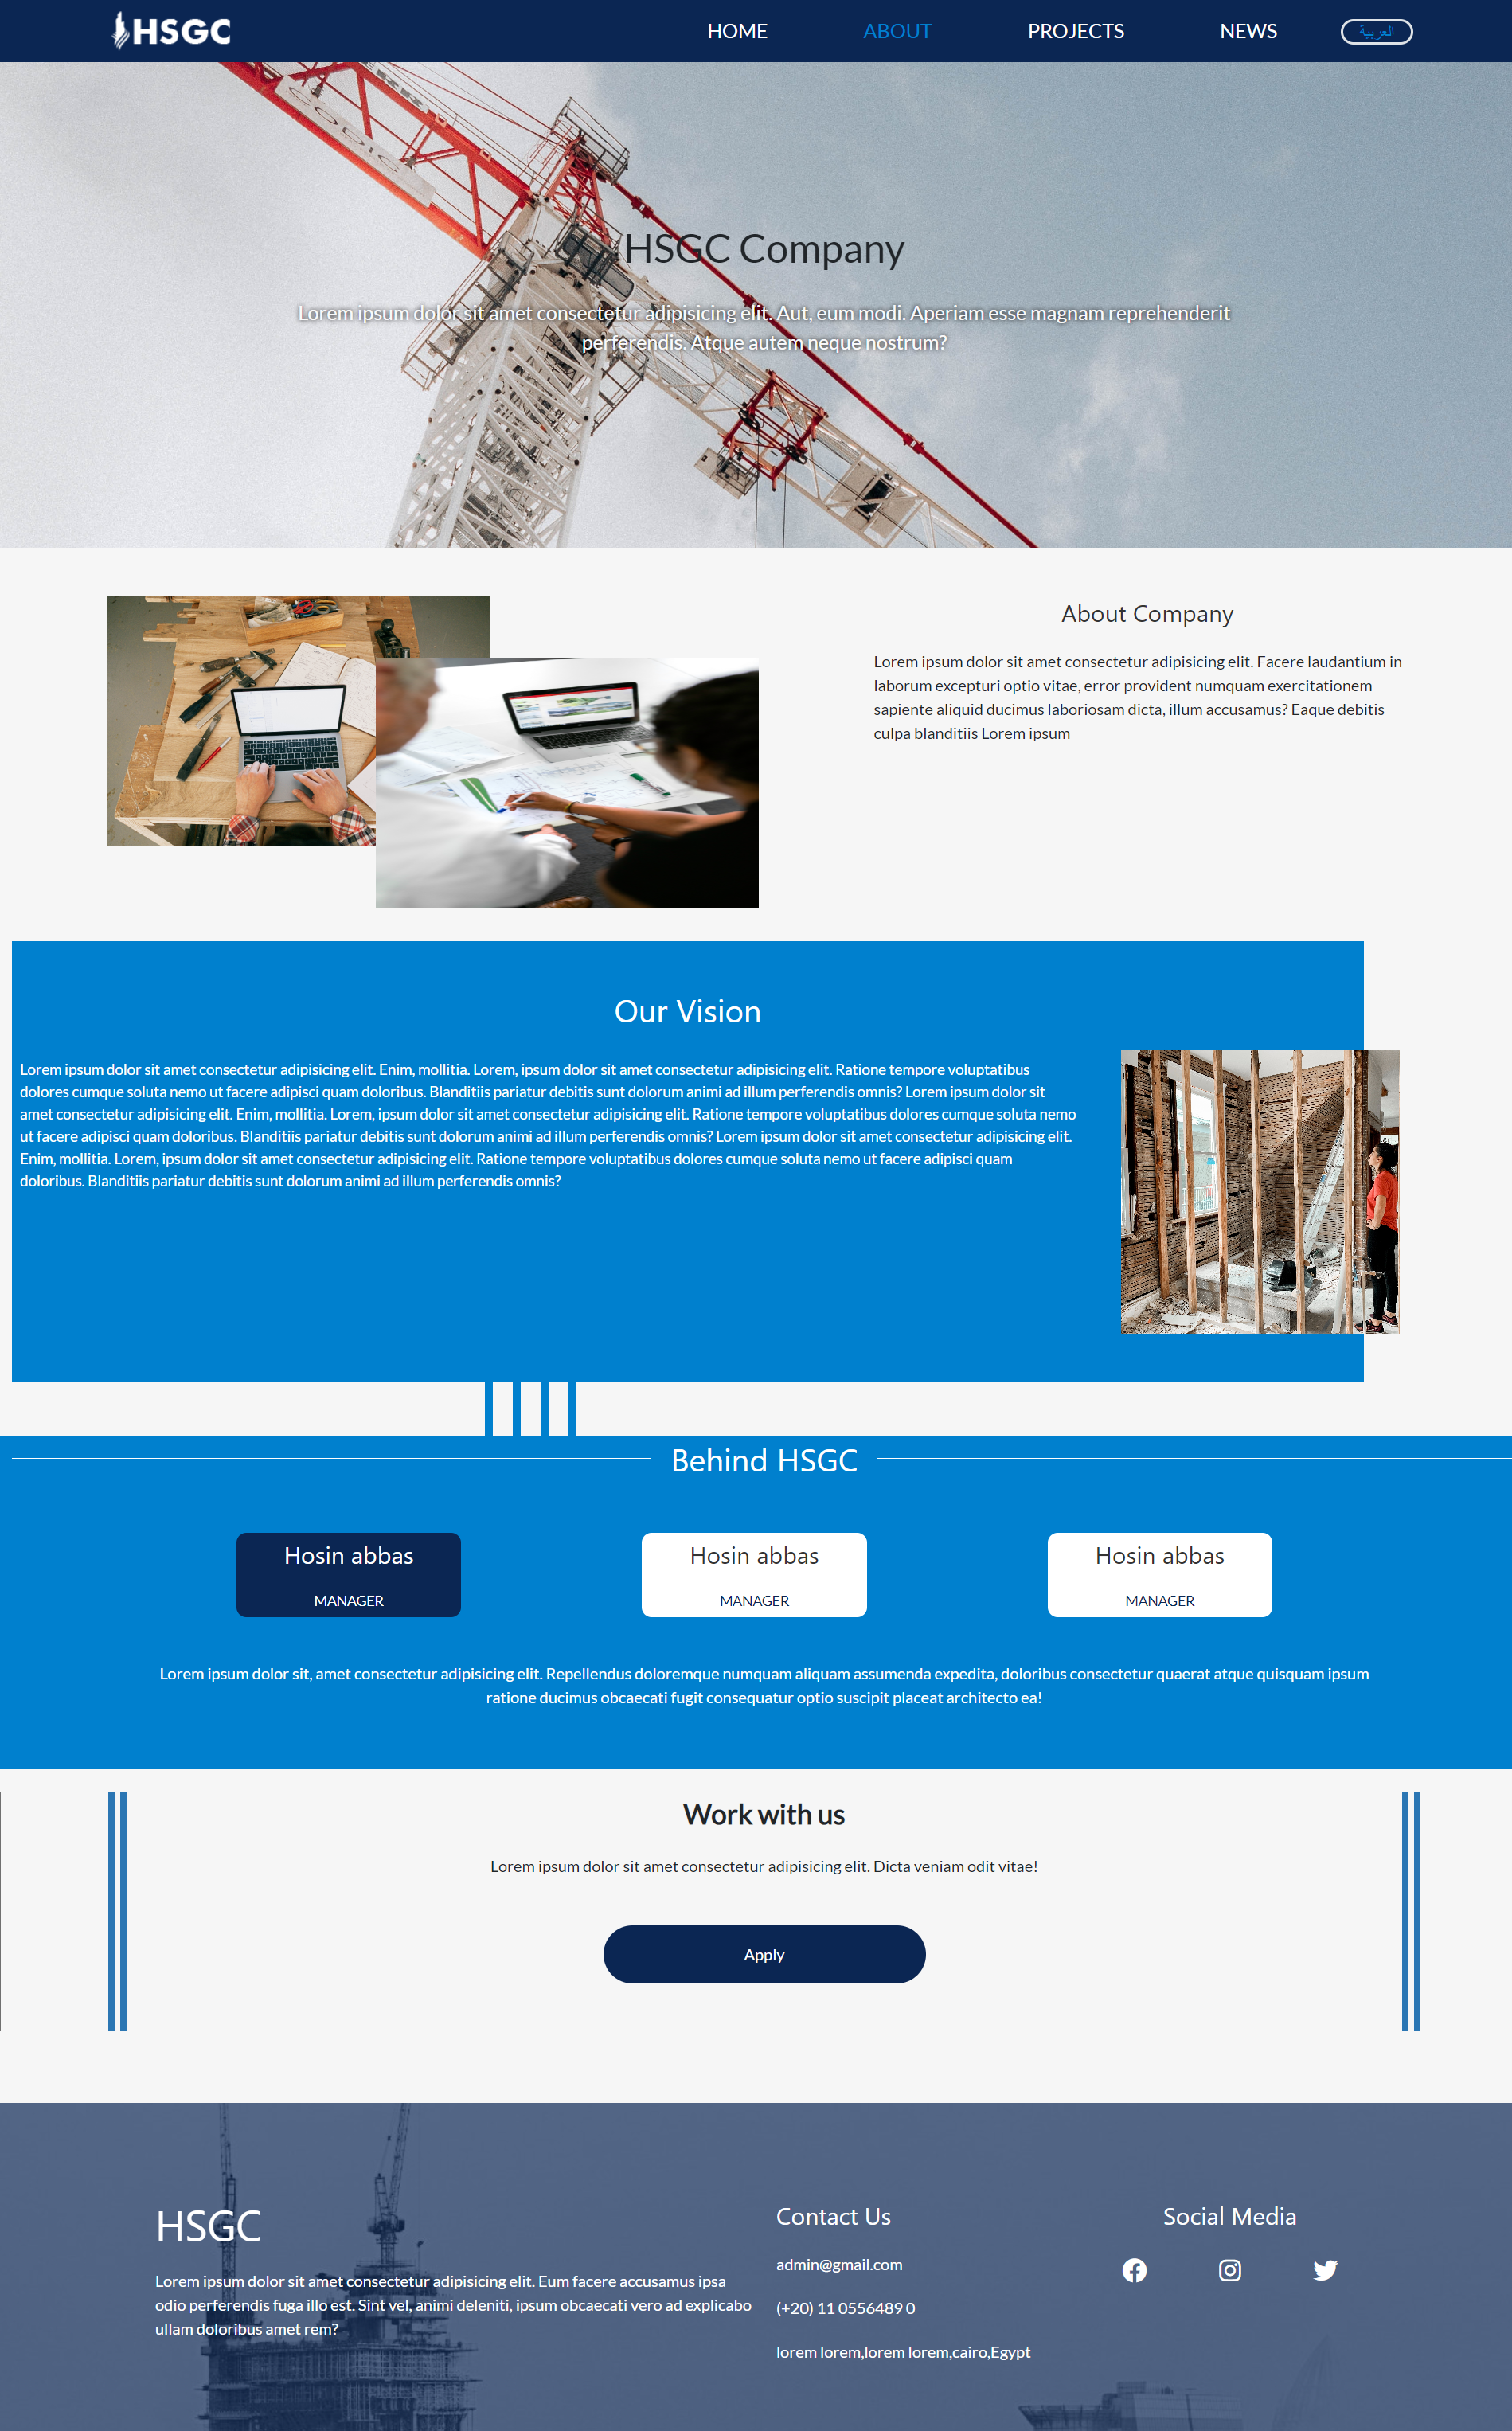 HSGC
HOME
ABOUT
PROJECTS
NEWS
العربية
HSGC Company
Lorem ipsum dolor sit amet consectetur adipisicing elit. Aut, eum modi. Aperiam esse magnam reprehenderit
perferendis. Atque autem neque nostrum?
About Company
Lorem ipsum dolor sit amet consectetur adipisicing elit. Facere laudantium in
laborum excepturi optio vitae, error provident numquam exercitationem
sapiente aliquid ducimus laboriosam dicta, illum accusamus? Eaque debitis
culpa blanditiis Lorem ipsum
Our Vision
Lorem ipsum dolor sit amet consectetur adipisicing elit. Enim, mollitia. Lorem, ipsum dolor sit amet consectetur adipisicing elit. Ratione tempore voluptatibus
dolores cumque soluta nemo ut facere adipisci quam doloribus. Blanditiis pariatur debitis sunt dolorum animi ad illum perferendis omnis? Lorem ipsum dolor sit
amet consectetur adipisicing elit. Enim, mollitia. Lorem, ipsum dolor sit amet consectetur adipisicing elit. Ratione tempore voluptatibus dolores cumque soluta nemo
ut facere adipisci quam doloribus. Blanditiis pariatur debitis sunt dolorum animi ad illum perferendis omnis? Lorem ipsum dolor sit amet consectetur adipisicing elit.
Enim, mollitia. Lorem, ipsum dolor sit amet consectetur adipisicing elit. Ratione tempore voluptatibus dolores cumque soluta nemo ut facere adipisci quam
doloribus. Blanditiis pariatur debitis sunt dolorum animi ad illum perferendis omnis?
Behind HSGC
Hosin abbas
MANAGER
Hosin abbas
MANAGER
Hosin abbas
MANAGER
Lorem ipsum dolor sit, amet consectetur adipisicing elit. Repellendus doloremque numquam aliquam assumenda expedita, doloribus consectetur quaerat atque quisquam ipsum
ratione ducimus obcaecati fugit consequatur optio suscipit placeat architecto ea!
Work with us
Lorem ipsum dolor sit amet consectetur adipisicing elit. Dicta veniam odit vitae!
Apply
HSGC
Lorem ipsum dolor sit amet consectetur adipisicing elit. Eum facere accusamus ipsa
odio perferendis fuga illo est. Sint vel, animi deleniti, ipsum obcaecati vero ad explicabo
ullam doloribus amet rem?
Contact Us
admin@gmail.com
(+20) 11 0556489 0
lorem lorem,lorem lorem,cairo,Egypt
Social Media